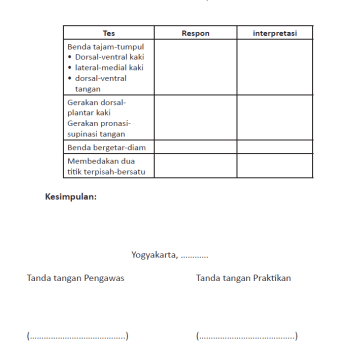 Tes Respon interpretasi
Benda tajam-tumpul
• Dorsal-ventral kaki
• lateral-medial kaki
• dorsal-ventral
tangan
Gerakan dorsal-
plantar kaki
Gerakan pronasi-
supinasi tangan
Benda bergetar-diam
Membedakan dua
titik terpisah-bersatu
Kesimpulan:
Yogyakarta, ............
Tanda tangan Pengawas Tanda tangan Praktikan
(.........................................) (.........................................)